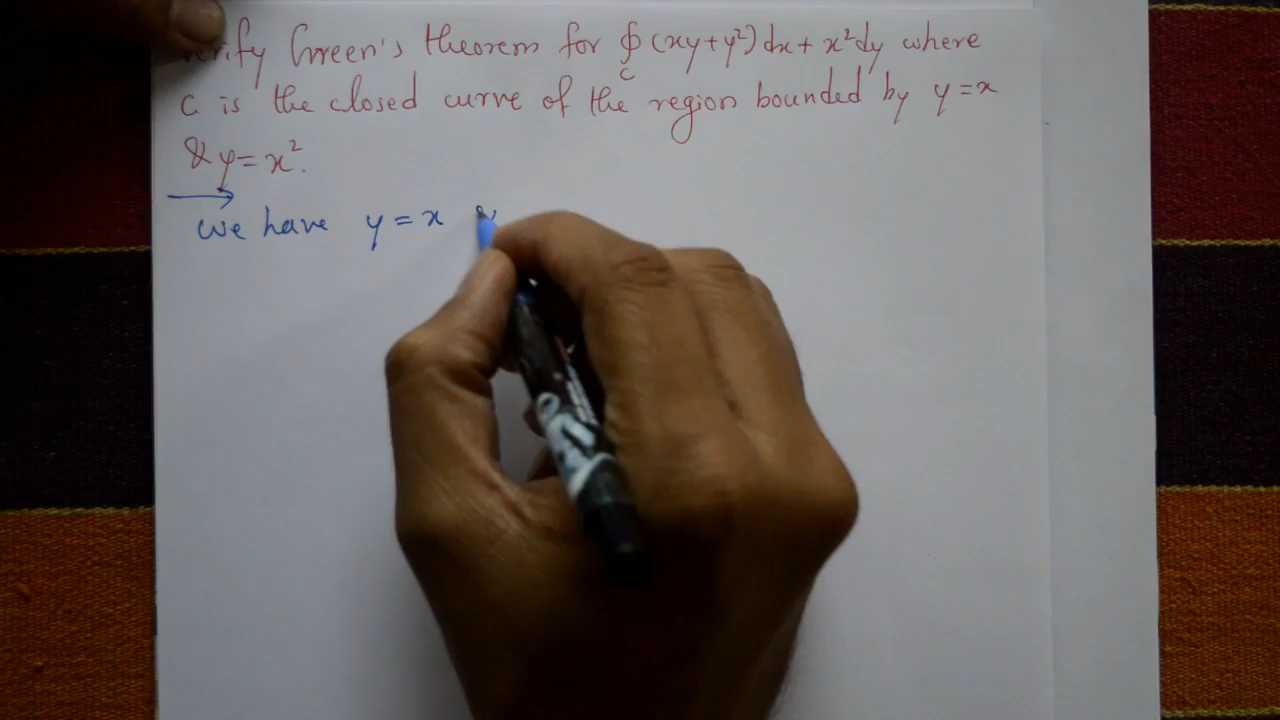 Verify Green's theorem for ∮ (xy+y²)dx + x²dy where
C
C is the closed curve of the region bounded by y=x
& y=x².
We have y=x &